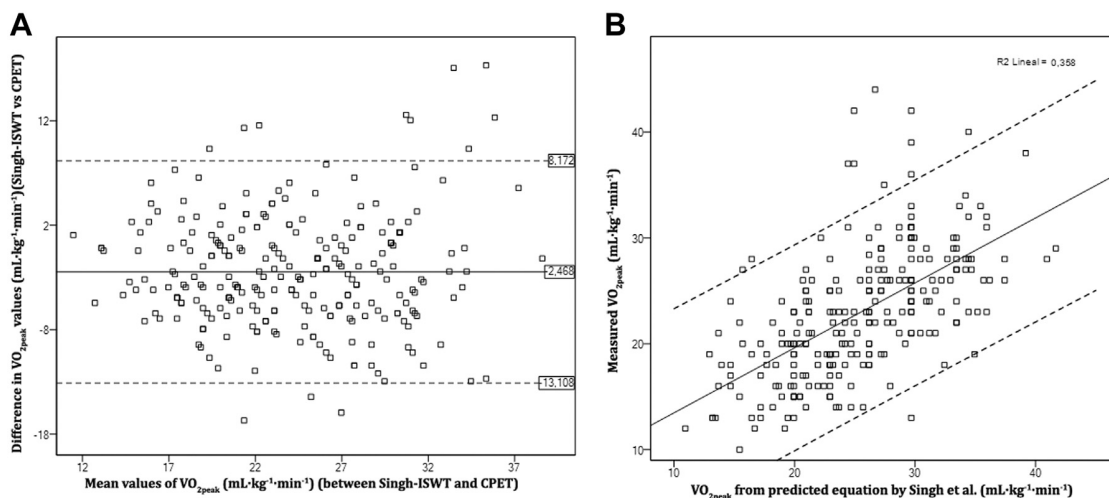 A
Difference in VO2peak values (mL·kg-1·min-1)(Singh-ISWT vs CPET)
12
2
-8
-18
8,172
-2,468
-13,108
12 17 22 27 32 37
Mean values of VO2peak (mL·kg-1·min-1) (between Singh-ISWT and CPET)
B
R2 Lineal = 0,358
Measured VO2peak (mL·kg-1·min-1)
40
30
20
10
10 20 30 40
VO2peak from predicted equation by Singh et al. (mL·kg-1·min-1)